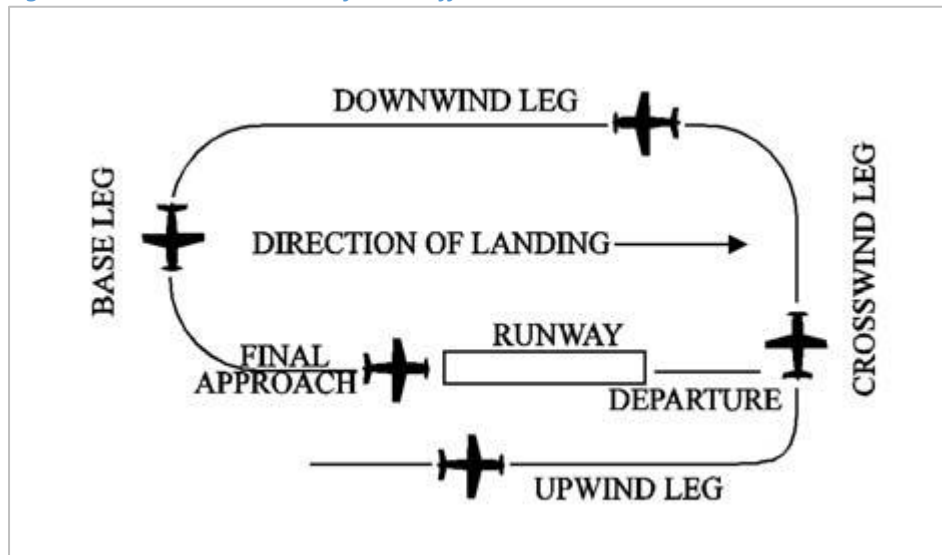 DOWNWIND LEG
BASE LEG
CROSSWIND LEG
DIRECTION OF LANDING
RUNWAY
FINAL
APPROACH
DEPARTURE
UPWIND LEG